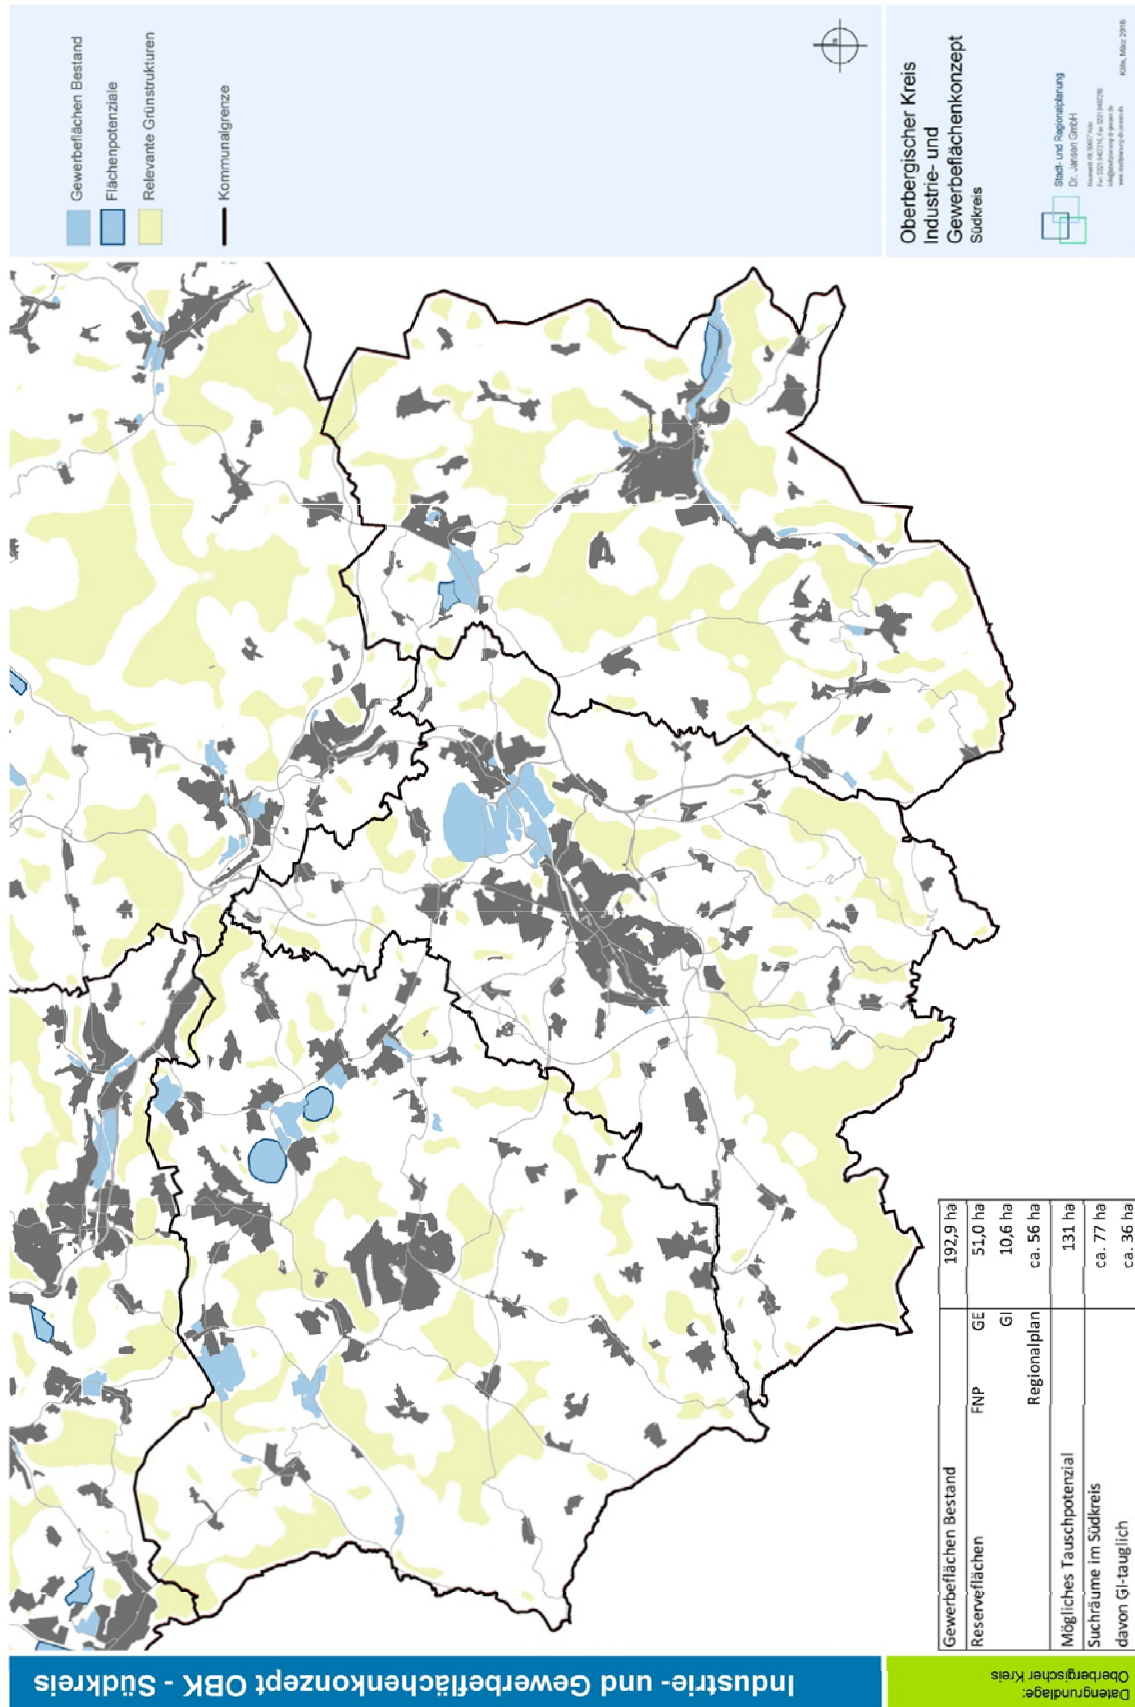 Industrie- und Gewerbeflächenkonzept OBK - Südkreis
Gewerbeflächen Bestand
Flächenpotenziale
Relevante Grünstrukturen
Kommunalgrenze
Oberbergischer Kreis
Industrie- und
Gewerbeflächenkonzept
Südkreis
Stadt- und Regionalplanung
Dr. Jansen GmbH
Köln, März 2016
Gewerbeflächen Bestand 192,9 ha
Reserveflächen FNP GE 51,0 ha
GI 10,6 ha
Regionalplan ca. 56 ha
Mögliches Tauschpotenzial 131 ha
Suchräume im Südkreis ca. 77 ha
davon GI-tauglich ca. 36 ha
Datengrundlage:
Oberbergischer Kreis